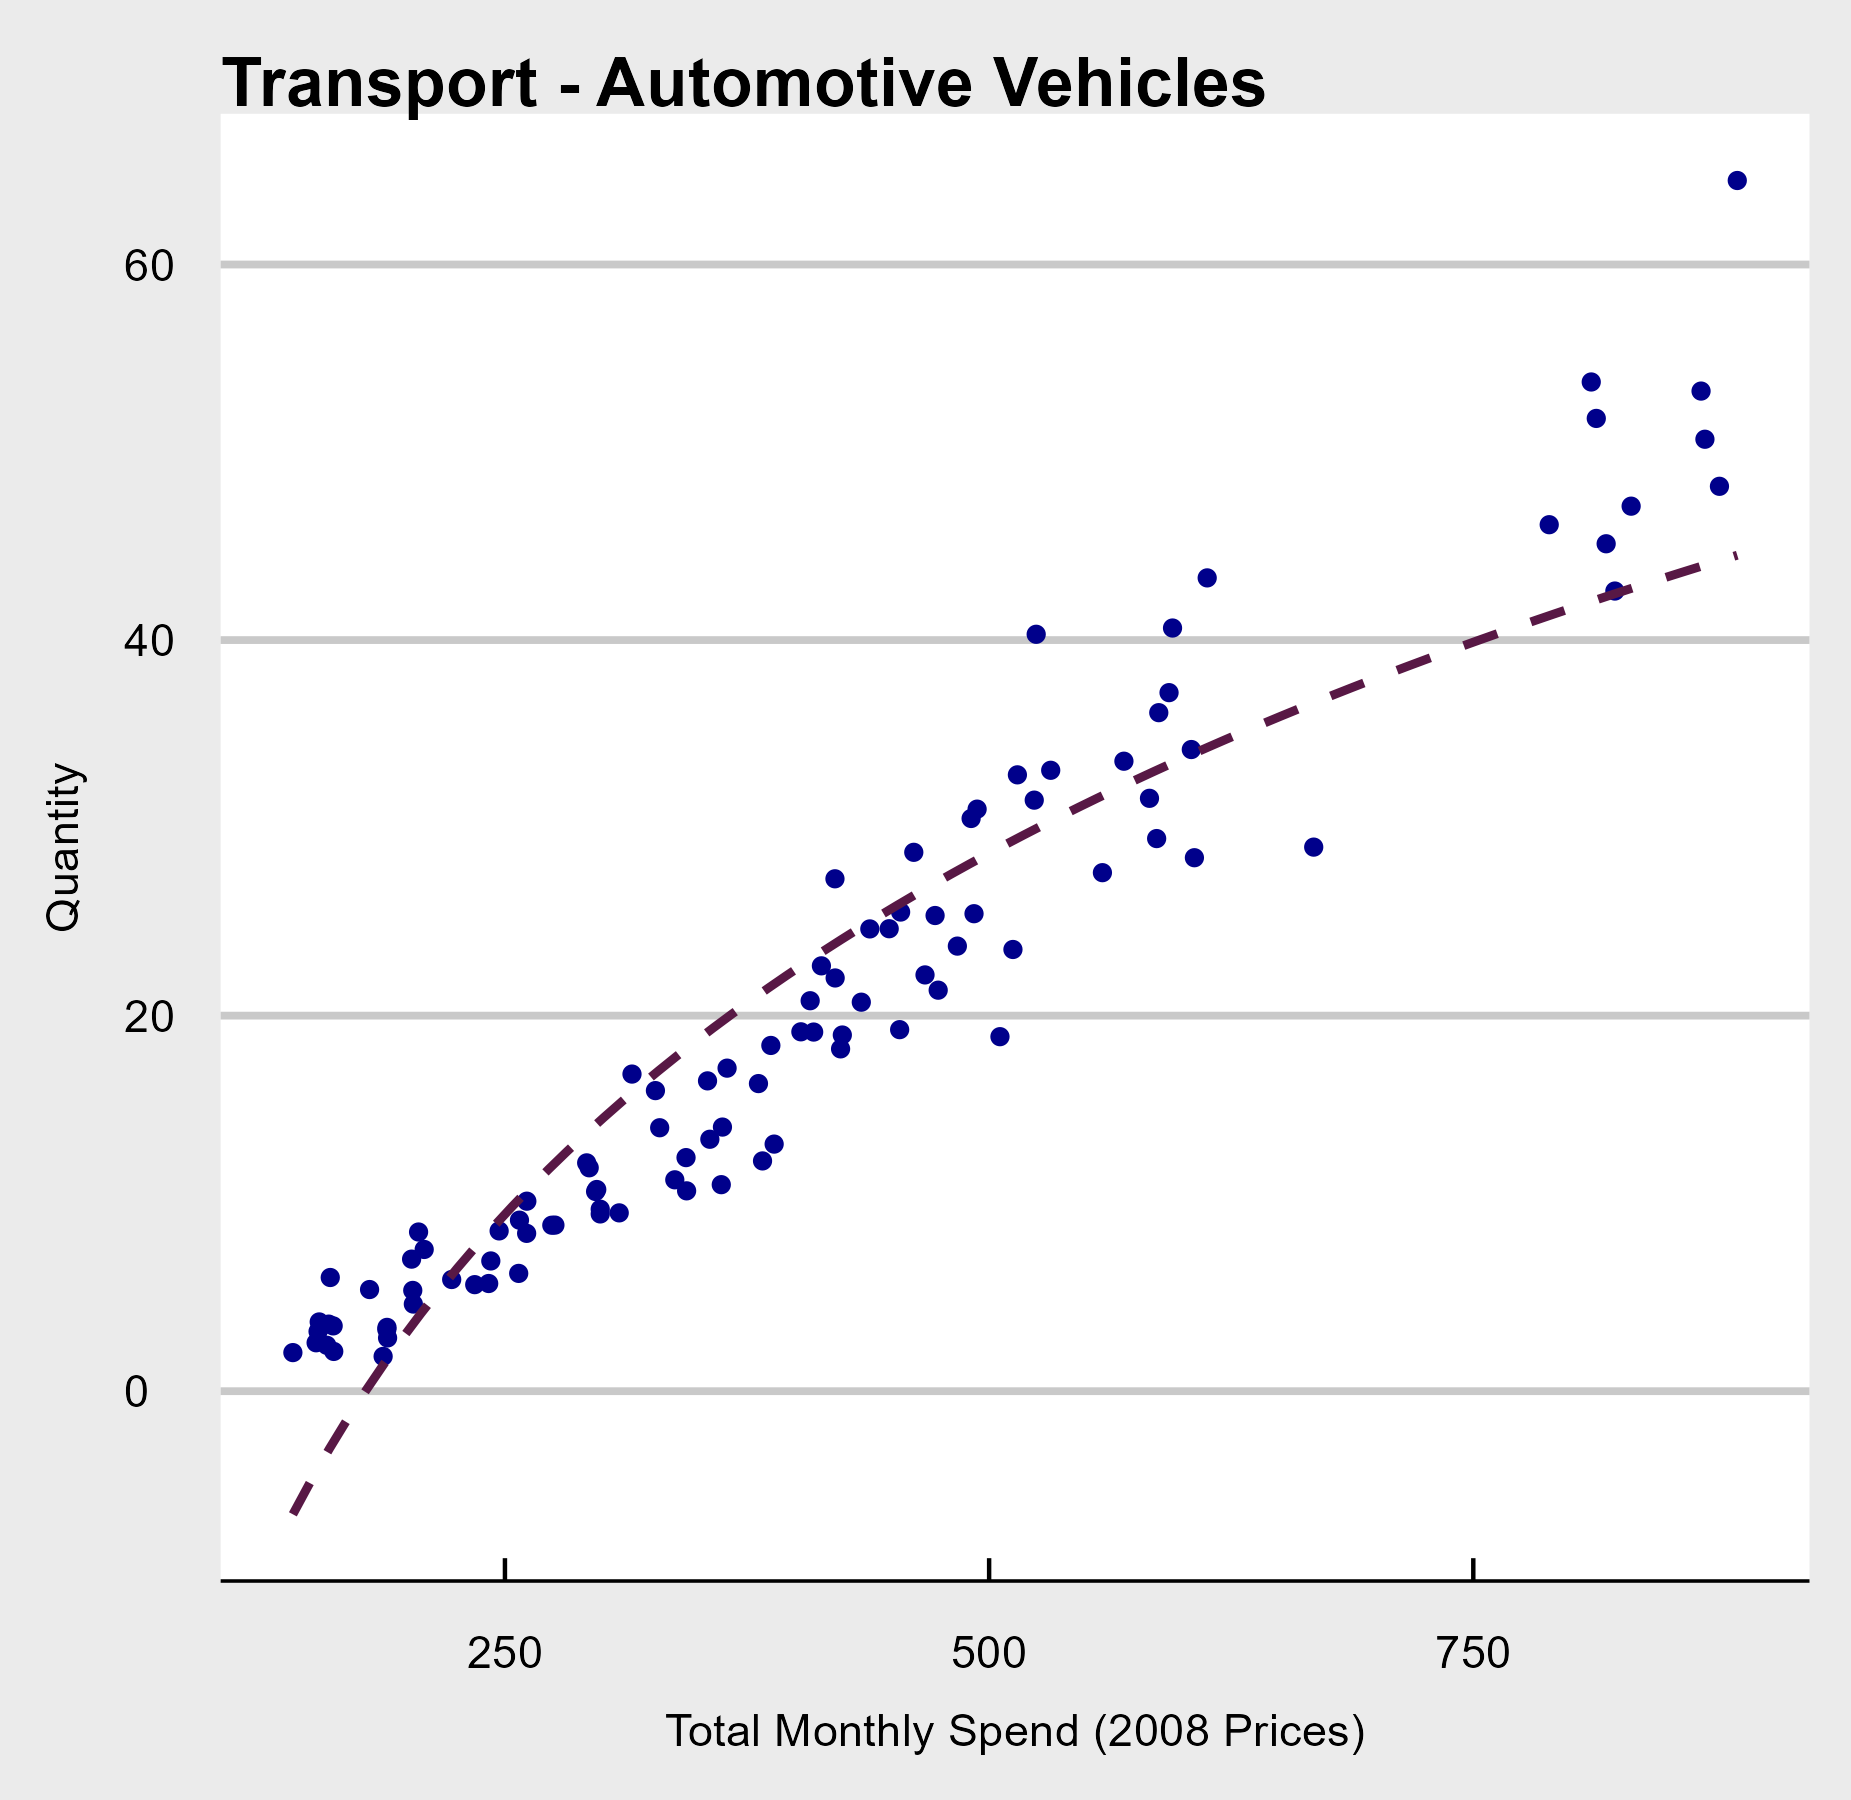 Transport - Automotive Vehicles
60
40
20
0
Quantity
250 500 750
Total Monthly Spend (2008 Prices)